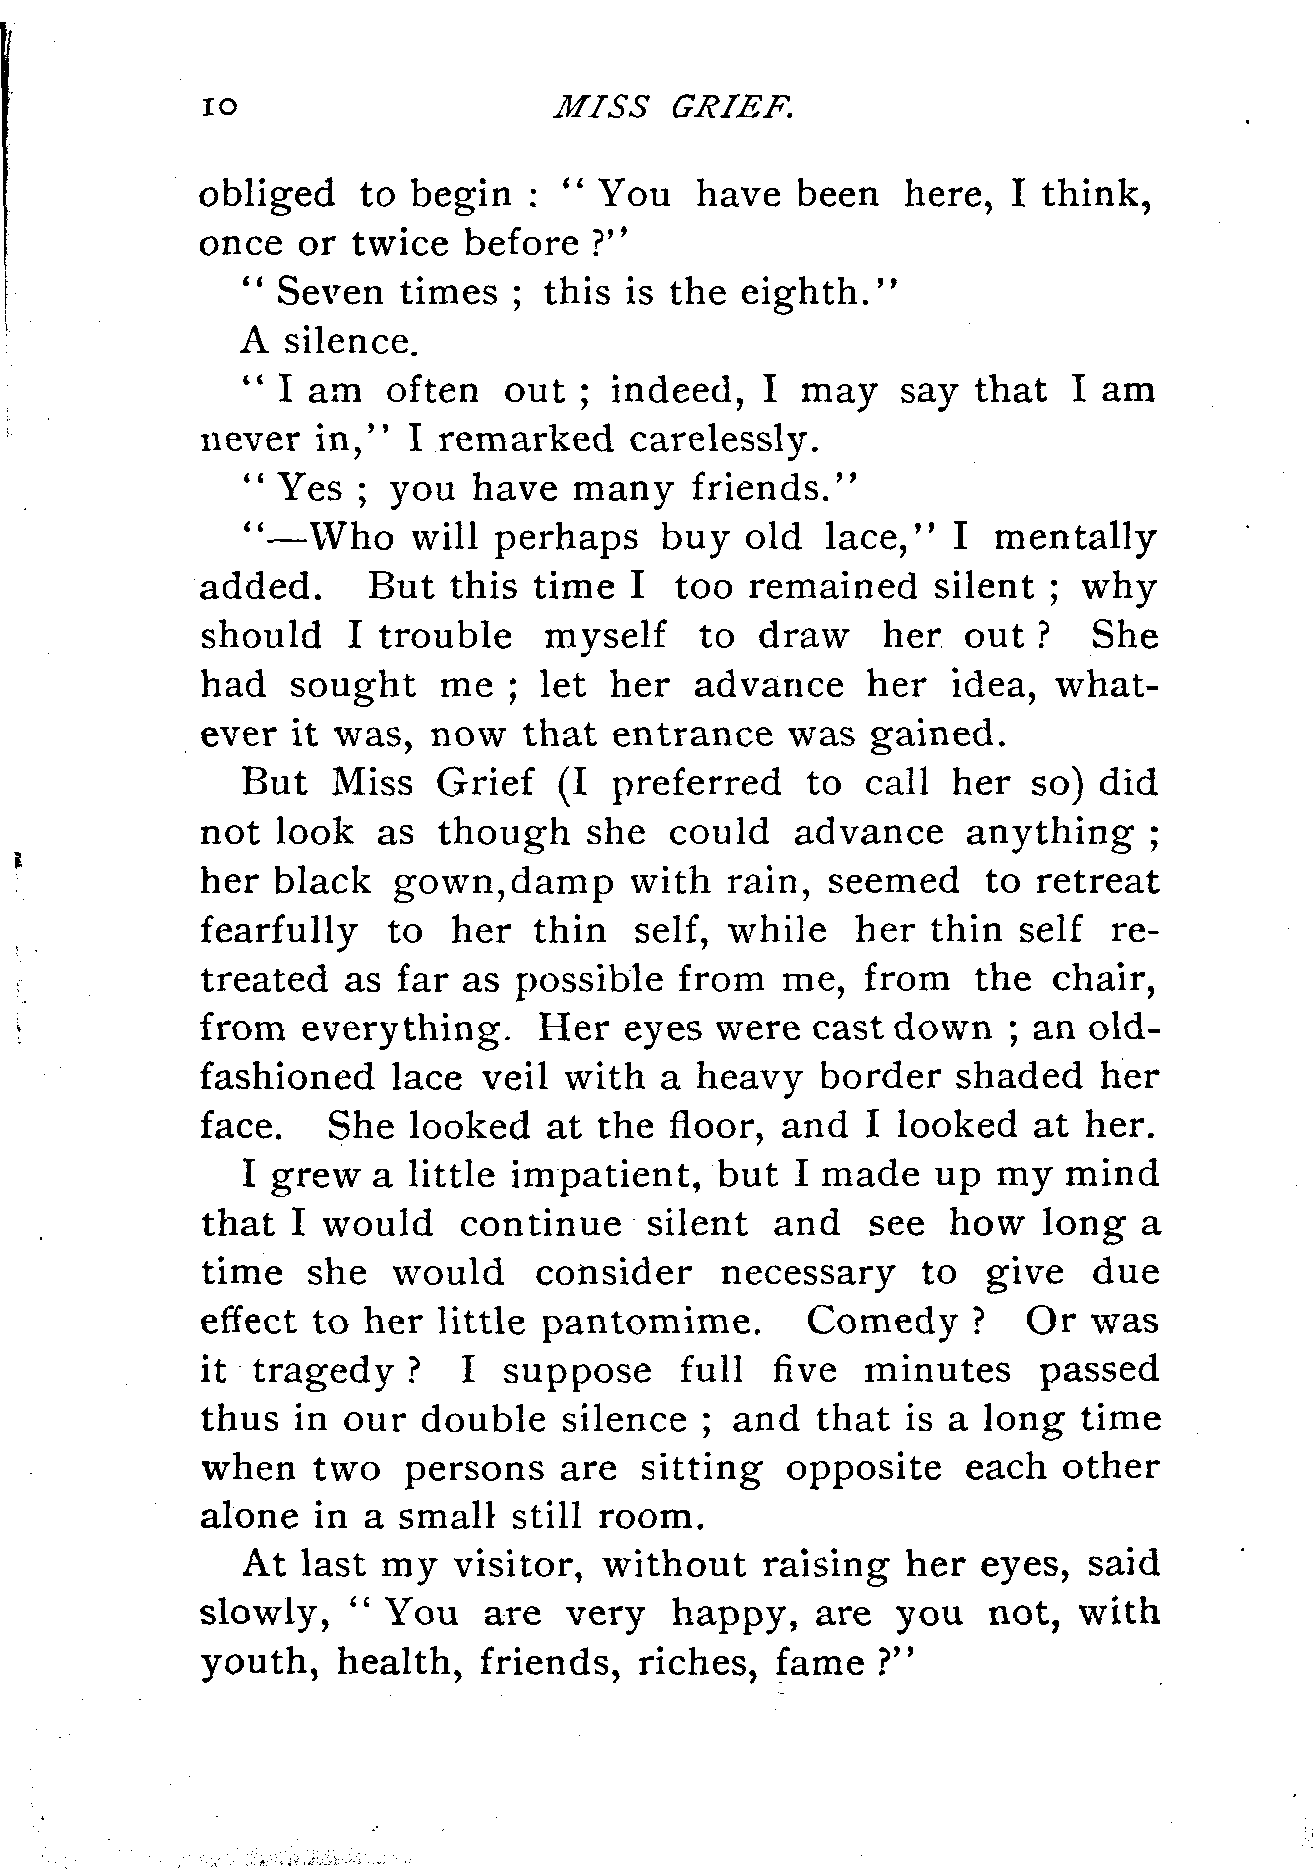 10 MISS GRIEF.
obliged to begin : “ You have been here, I think,
once or twice before ?”
“ Seven times ; this is the eighth.”
A silence.
“ I am often out ; indeed, I may say that I am
never in,” I remarked carelessly.
“ Yes ; you have many friends.”
“—Who will perhaps buy old lace,” I mentally
added. But this time I too remained silent ; why
should I trouble myself to draw her out ? She
had sought me ; let her advance her idea, what-
ever it was, now that entrance was gained.
But Miss Grief (I preferred to call her so) did
not look as though she could advance anything ;
her black gown,damp with rain, seemed to retreat
fearfully to her thin self, while her thin self re-
treated as far as possible from me, from the chair,
from everything. Her eyes were cast down ; an old-
fashioned lace veil with a heavy border shaded her
face. She looked at the floor, and I looked at her.
I grew a little impatient, but I made up my mind
that I would continue silent and see how long a
time she would consider necessary to give due
effect to her little pantomime. Comedy ? Or was
it tragedy ? I suppose full five minutes passed
thus in our double silence ; and that is a long time
when two persons are sitting opposite each other
alone in a small still room.
At last my visitor, without raising her eyes, said
slowly, “ You are very happy, are you not, with
youth, health, friends, riches, fame ?”